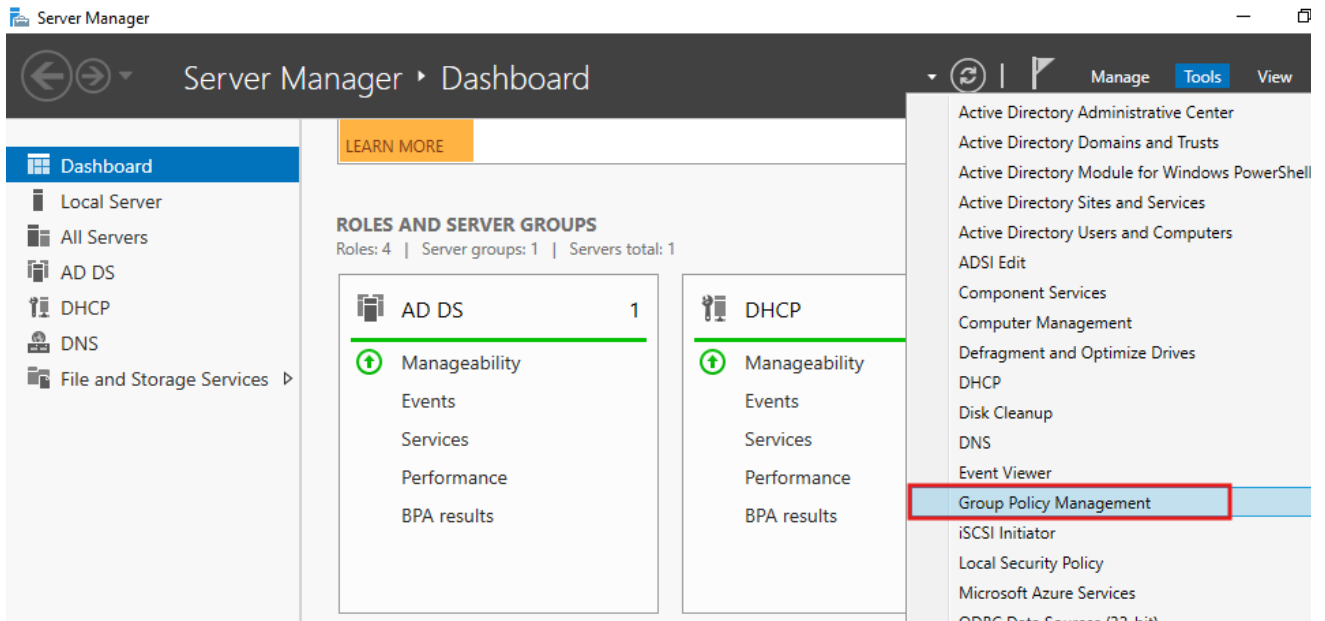 Server Manager
Server Manager ‣ Dashboard
Manage Tools View
Dashboard
Local Server
All Servers
AD DS
DHCP
DNS
File and Storage Services
LEARN MORE
ROLES AND SERVER GROUPS
Roles: 4 | Server groups: 1 | Servers total: 1
AD DS 1
Manageability
Events
Services
Performance
BPA results
DHCP
Manageability
Events
Services
Performance
BPA results
Active Directory Administrative Center
Active Directory Domains and Trusts
Active Directory Module for Windows PowerShell
Active Directory Sites and Services
Active Directory Users and Computers
ADSI Edit
Component Services
Computer Management
Defragment and Optimize Drives
DHCP
Disk Cleanup
DNS
Event Viewer
Group Policy Management
iSCSI Initiator
Local Security Policy
Microsoft Azure Services